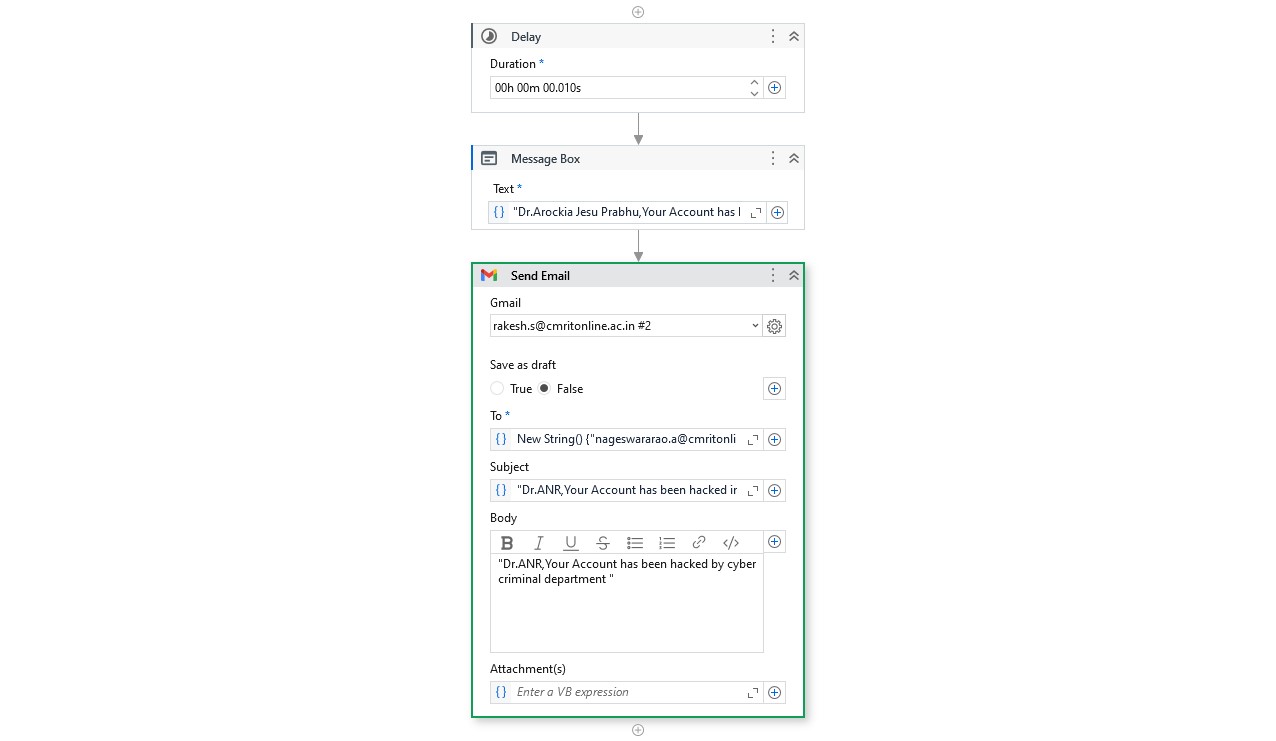 Delay
Duration *
00h 00m 00.010s
Message Box
Text *
"Dr.Arockia Jesu Prabhu,Your Account has
Send Email
Gmail
rakesh.s@cmritonline.ac.in #2
Save as draft
True False
To *
{} New String() {"nageswararao.a@cmritonli
Subject
{} "Dr.ANR,Your Account has been hacked
Body
B I U S </>
"Dr.ANR,Your Account has been hacked by cyber
criminal department "
Attachment(s)
{} Enter a VB expression